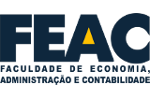 FEAC
FACULDADE DE ECONOMIA,
ADMINISTRAÇÃO E CONTABILIDADE